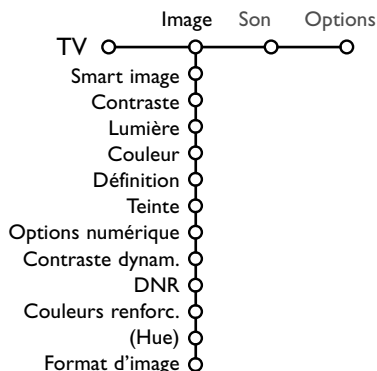 Image Son Options
TV
Smart image
Contraste
Lumière
Couleur
Définition
Teinte
Options numérique
Contraste dynam.
DNR
Couleurs renforc.
(Hue)
Format d'image